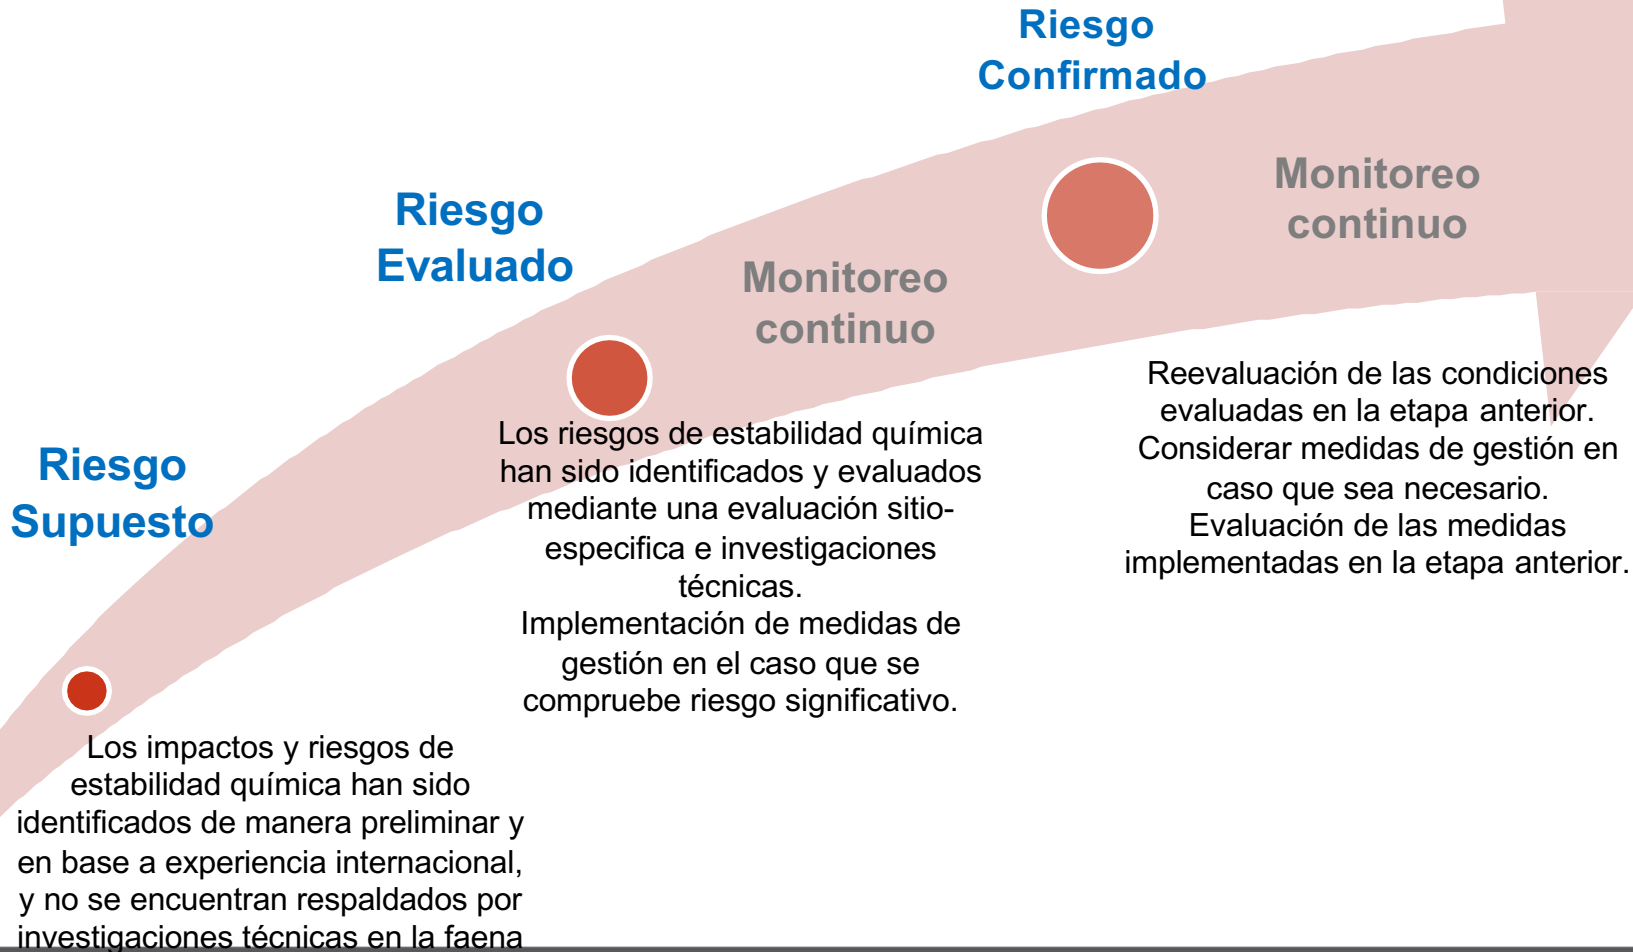 Riesgo
Supuesto
Los impactos y riesgos de
estabilidad química han sido
identificados de manera preliminar y
en base a experiencia internacional,
y no se encuentran respaldados por
investigaciones técnicas en la faena
Riesgo
Evaluado
Los riesgos de estabilidad química
han sido identificados y evaluados
mediante una evaluación sitio-
especifica e investigaciones
técnicas.
Implementación de medidas de
gestión en el caso que se
compruebe riesgo significativo.
Monitoreo
continuo
Riesgo
Confirmado
Reevaluación de las condiciones
evaluadas en la etapa anterior.
Considerar medidas de gestión en
caso que sea necesario.
Evaluación de las medidas
implementadas en la etapa anterior.
Monitoreo
continuo